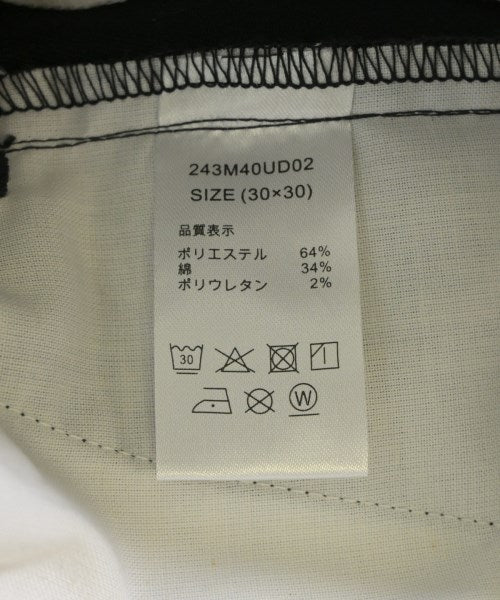 243M40UD02
SIZE (30×30)
品質表示
ポリエステル 64%
綿 34%
ポリウレタン 2%
30
W